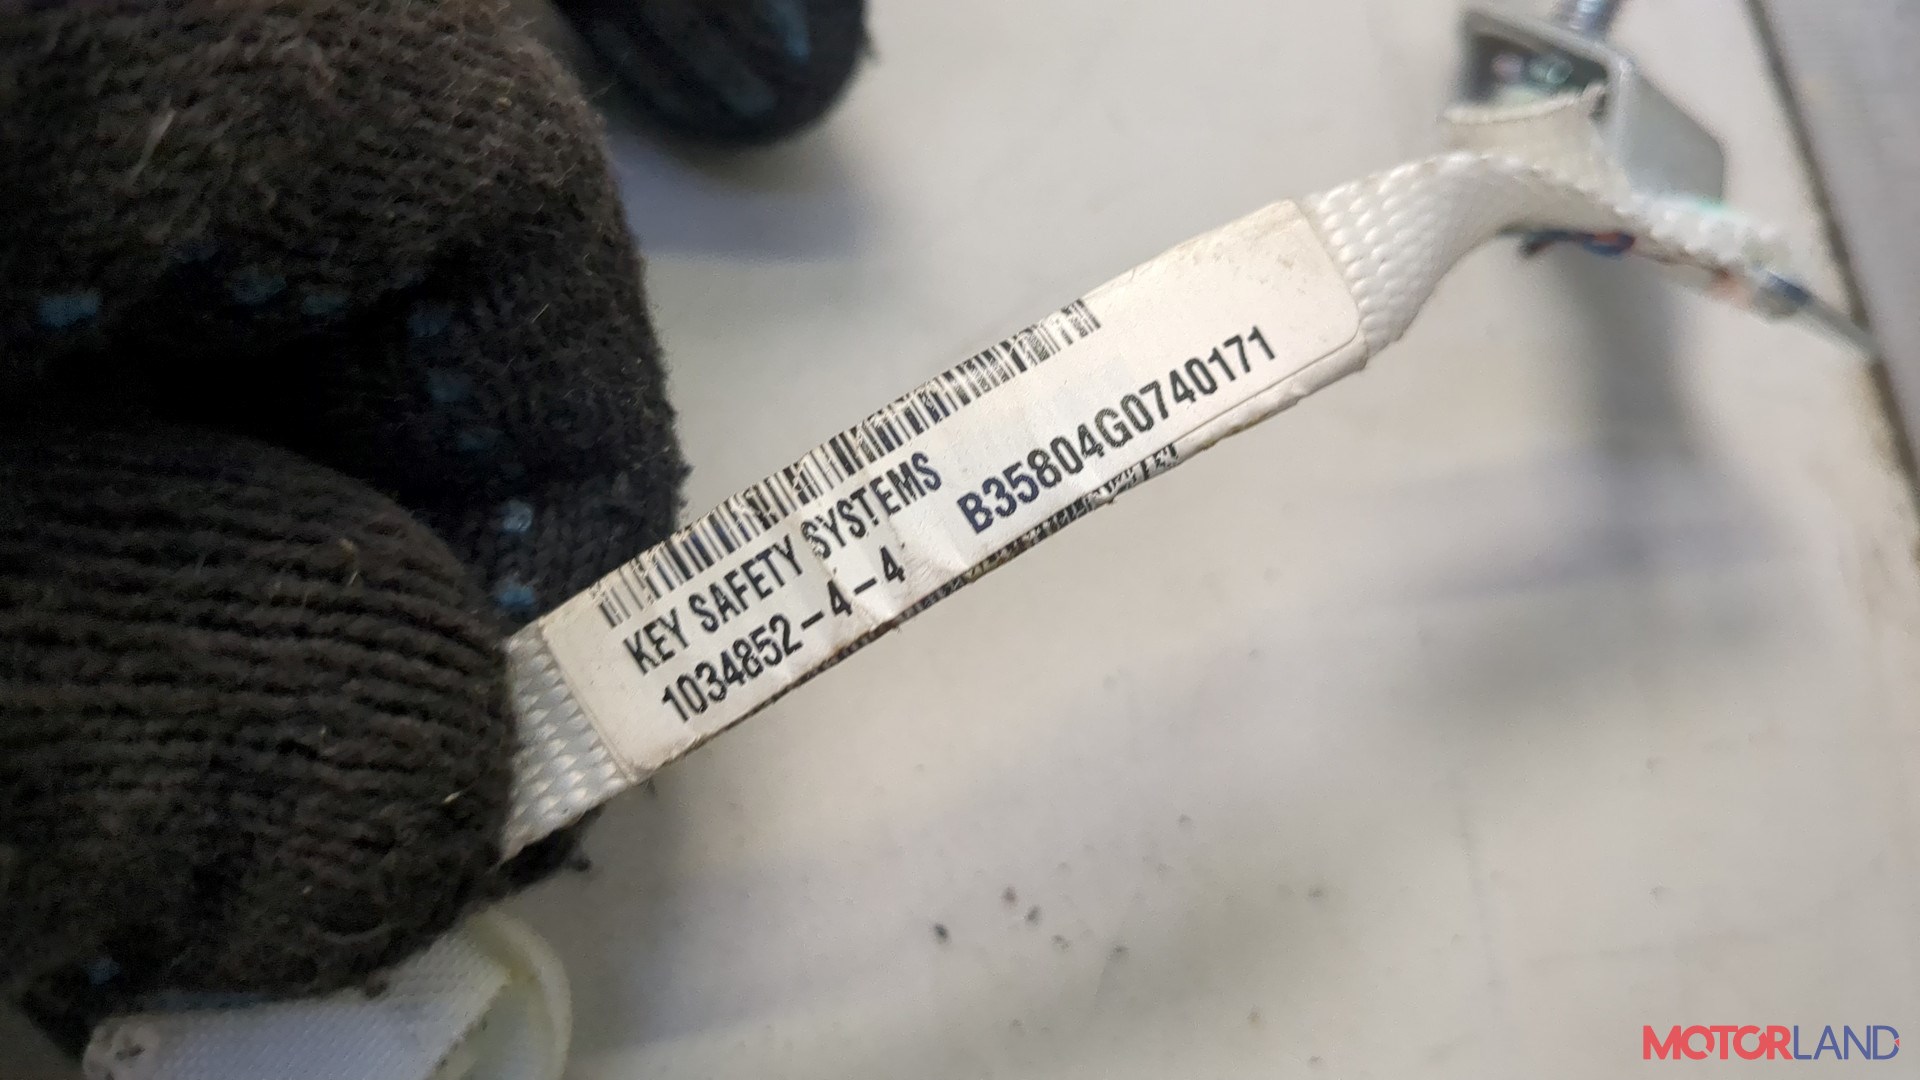 KEY SAFETY SYSTEMS
1034852-4-4
B35804G0740171
MOTORLAND